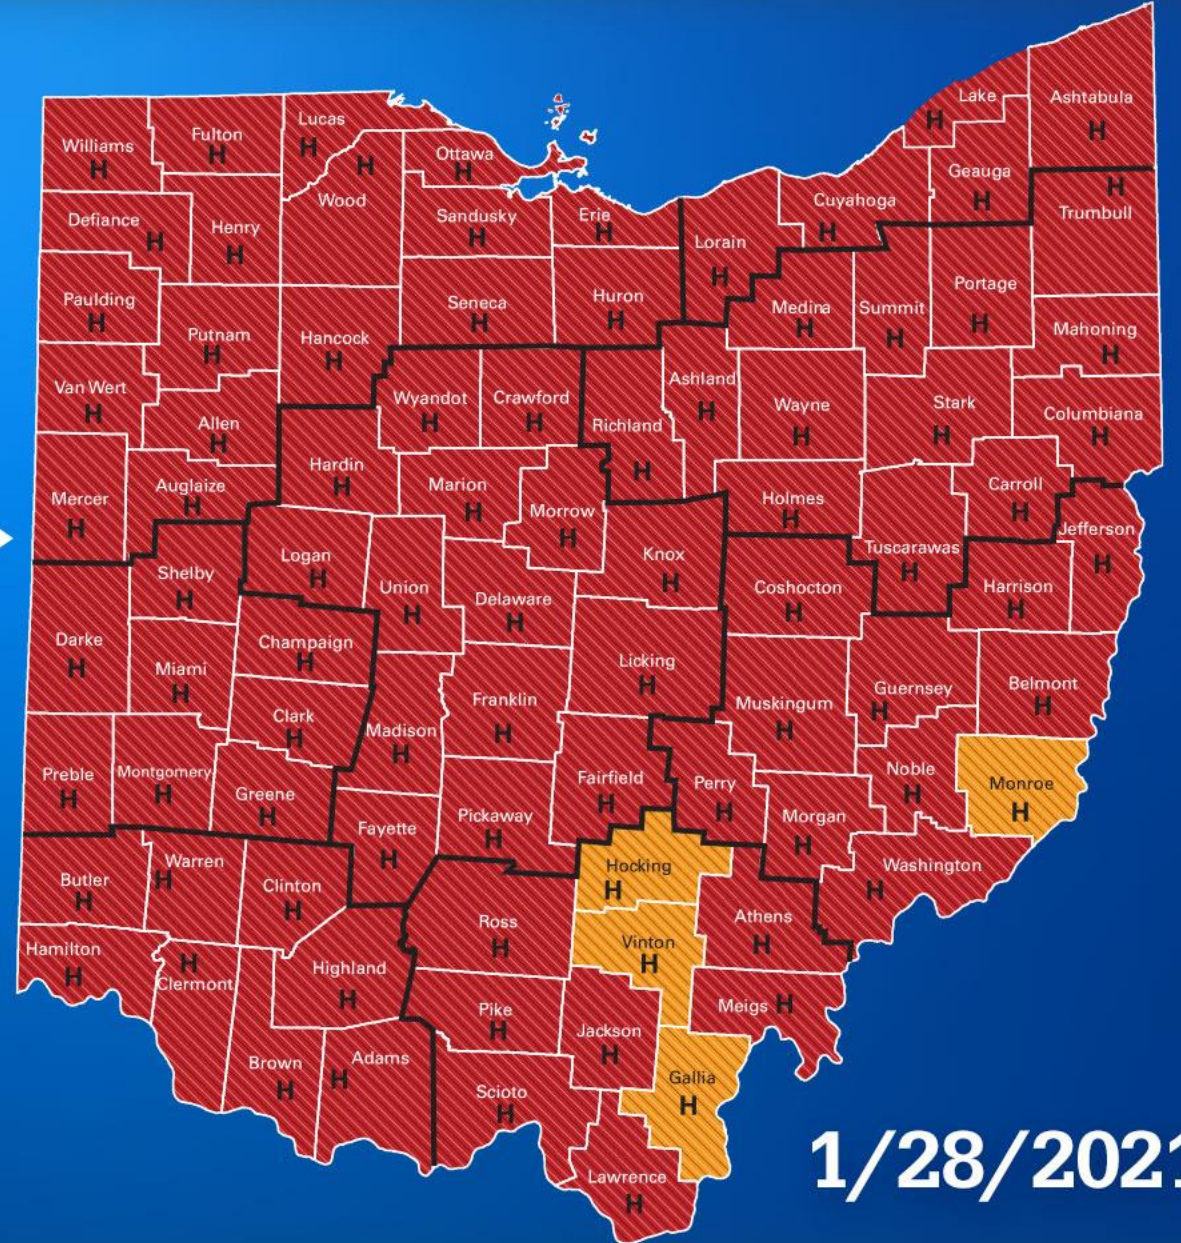 Lake
Ashtabula
H
H
Lucas
H
Fulton
H
Williams
H
H
Wood
Ottawa
H
Geauga
H
H
Trumbull
Defiance
H
Henry
H
Sandusky
H
Erie
H
Cuyahoga
H
Lorain
H
Paulding
H
Putnam
H
Hancock
H
Seneca
H
Huron
H
Medina
H
Summit
H
Portage
H
Mahoning
H
Van Wert
H
Allen
H
Wyandot
H
Crawford
H
Richland
H
Ashland
H
Wayne
H
Stark
H
Columbiana
H
Mercer
H
Auglaize
H
Hardin
H
Marion
H
Morrow
H
Holmes
H
Carroll
H
Jefferson
H
Shelby
H
Logan
H
Union
H
Delaware
H
Knox
H
Coshocton
H
Tuscarawas
H
Harrison
H
Darke
H
Miami
H
Champaign
H
Licking
H
Clark
H
Madison
H
Franklin
H
Muskingum
H
Guernsey
H
Belmont
H
Preble
H
Montgomery
H
Greene
H
Fayette
H
Pickaway
H
Fairfield
H
Perry
H
Morgan
H
Noble
H
Monroe
H
Butler
H
Warren
H
Clinton
H
Ross
H
Hocking
H
Athens
H
Washington
H
Hamilton
H
H
Clermont
Highland
H
Vinton
H
Pike
H
Jackson
H
Meigs H
Brown
H
Adams
H
Scioto
H
Gallia
H
Lawrence
H
1/28/2021